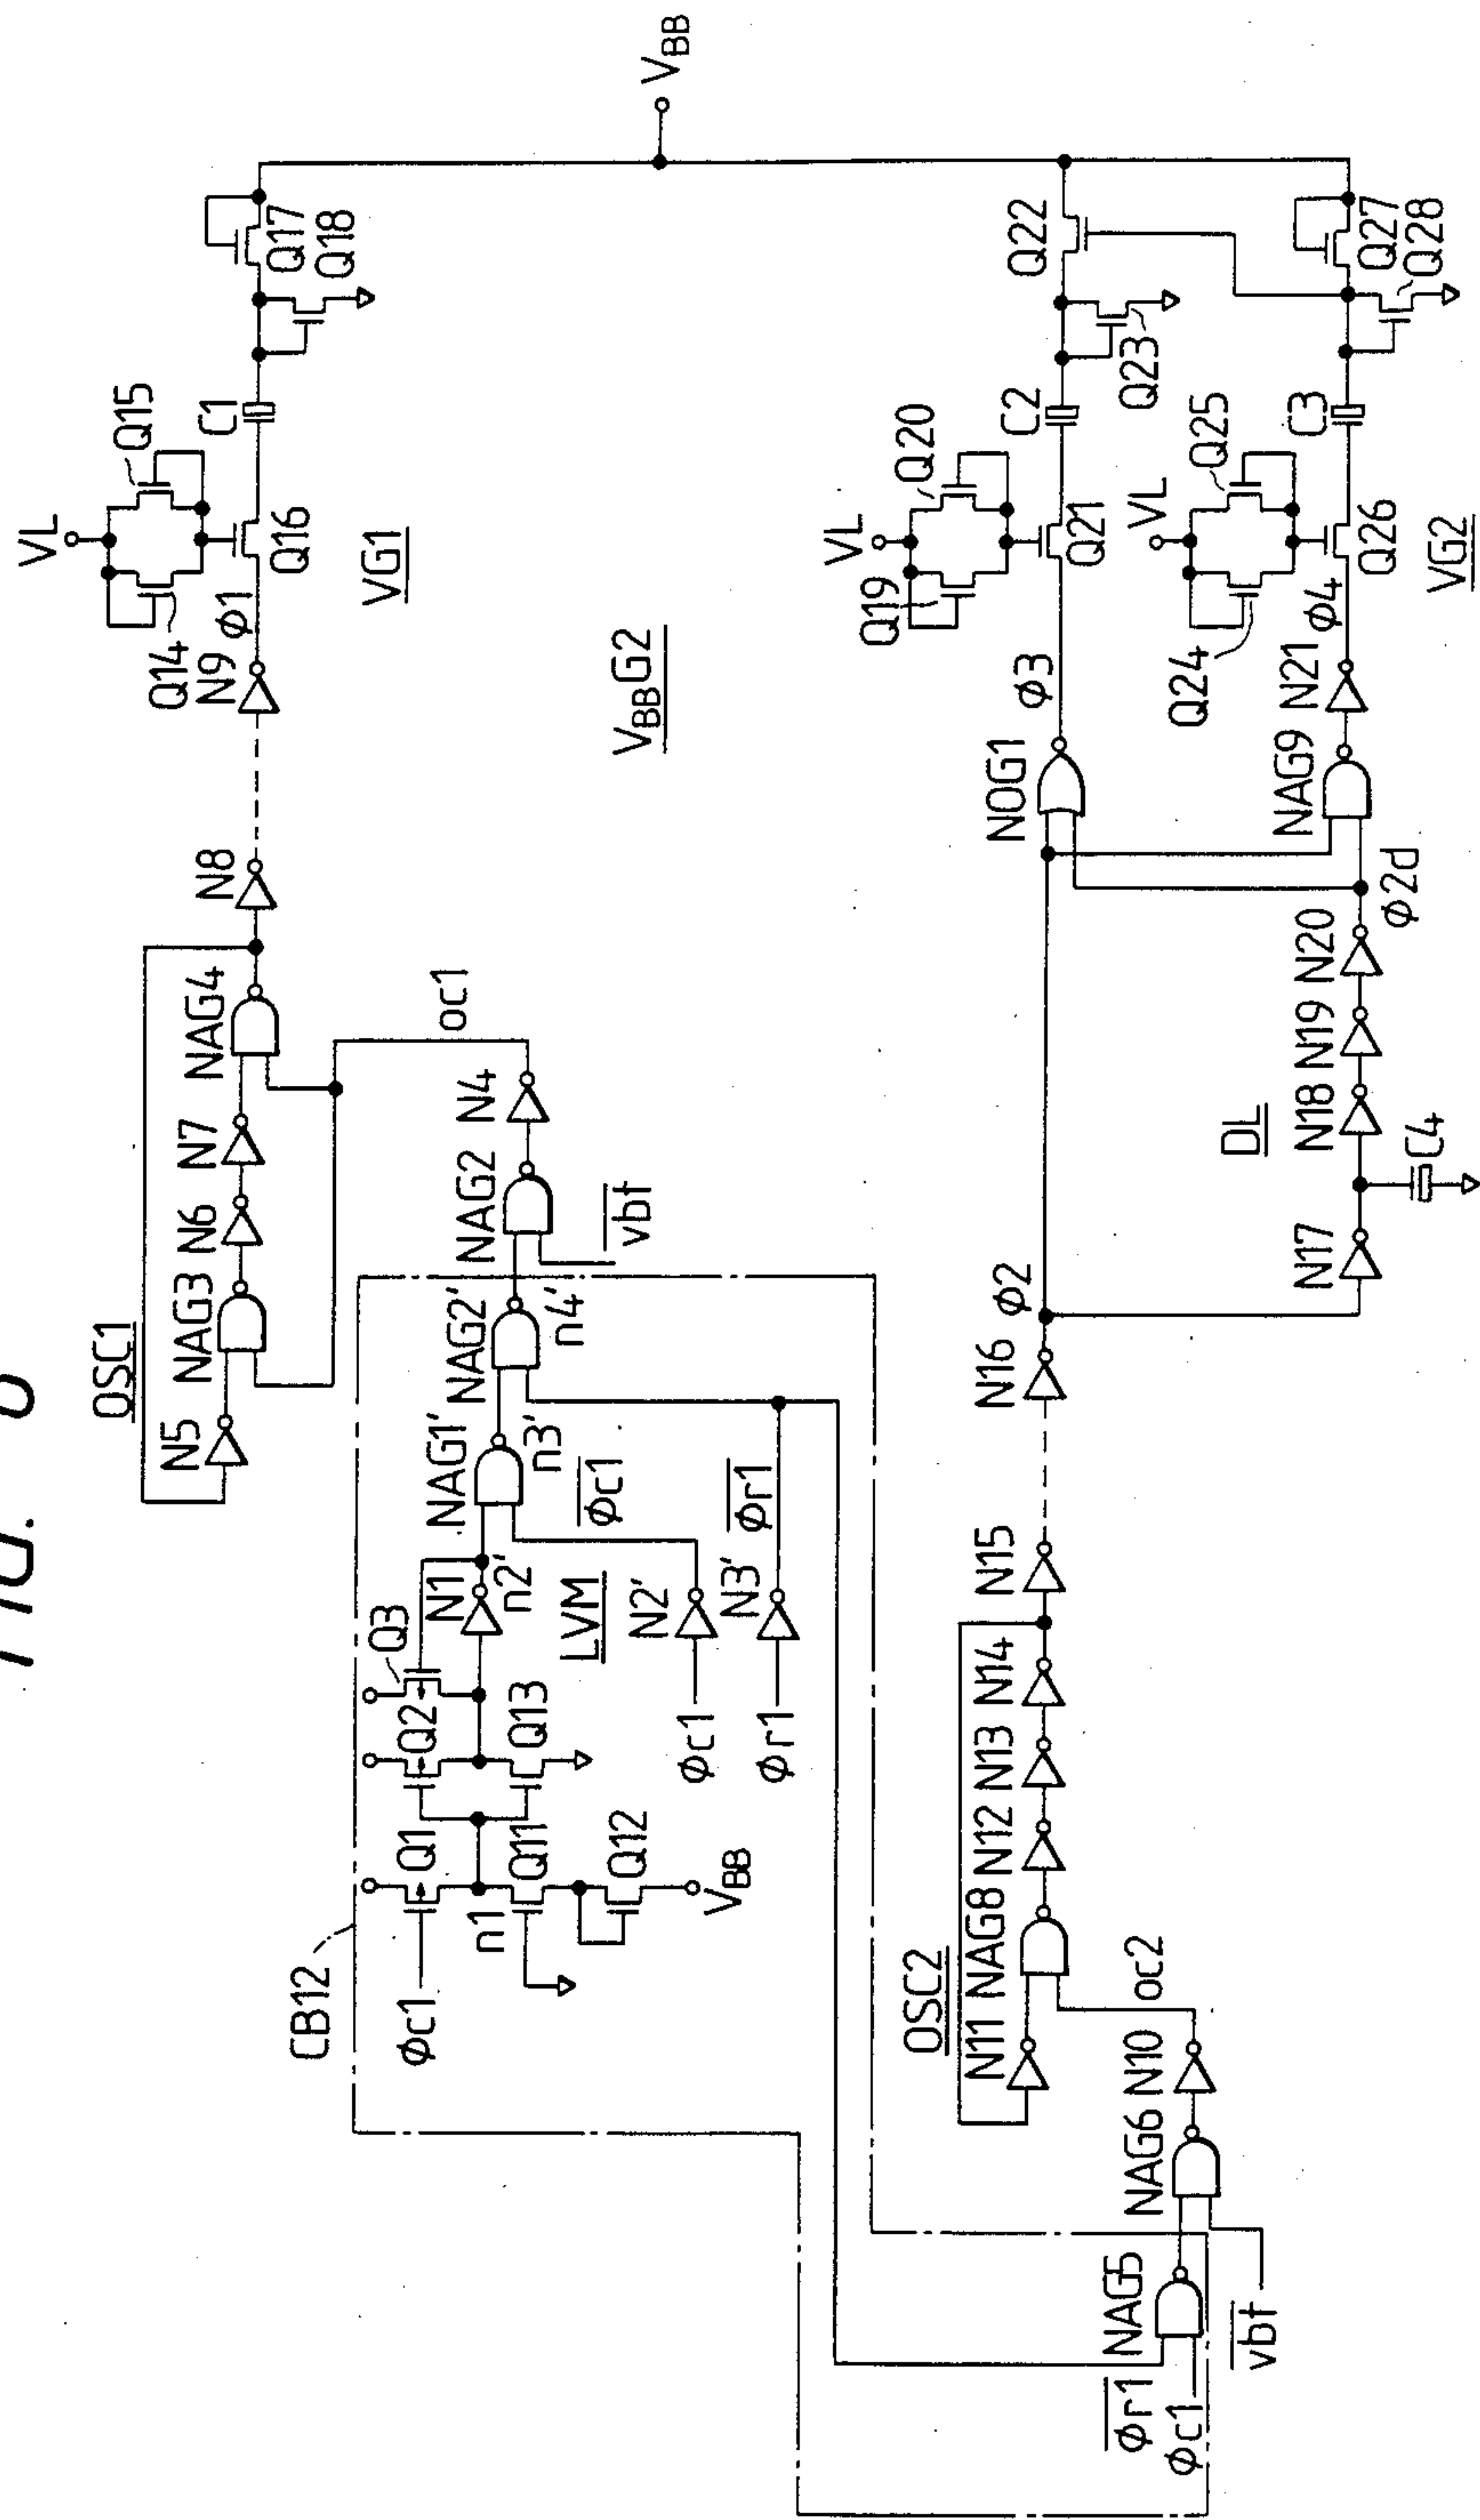 FIG. 8
VL
Q15
Q14
Q16
C1
Q17
Q18
N8
N9
φ1
VG1
OSC1
N5
NAG3
N6
N7
NAG4
oc1
VBB
VBBG2
CB12
φc1
Q1
n1
Q11
Q12
VBB
Q2
Q13
Q3
N1
n2'
LVM
NAG1'
n3'
φc1
N2'
φc1
N3'
φr1
φr1
NAG2'
n4'
NAG2
vbf
N4
OSC2
N11
NAG8
N12
N13
N14
N15
N16
φ2
NOG1
φ3
VL
Q19
Q20
Q21
C2
Q22
Q23
φr1
φc1
NAG5
NAG6
vbf
N10
oc2
N17
C4
DL
N18
N19
N20
φ2d
NAG9
N21
φ4
VL
Q24
Q25
Q26
C3
Q27
Q28
VG2